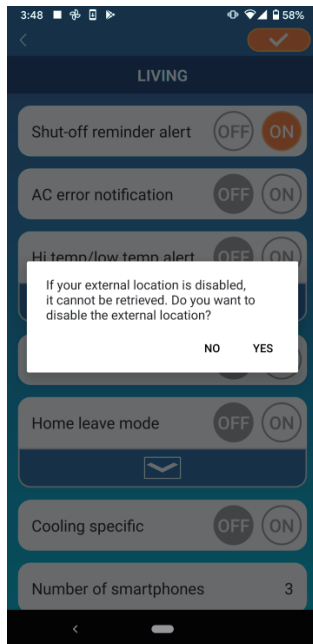 3:48
58%
LIVING
Shut-off reminder alert OFF ON
AC error notification OFF ON
Hi temp/low temp alert OFF ON
If your external location is disabled,
it cannot be retrieved. Do you want to
disable the external location?
NO YES
Home leave mode OFF ON
Cooling specific OFF ON
Number of smartphones 3